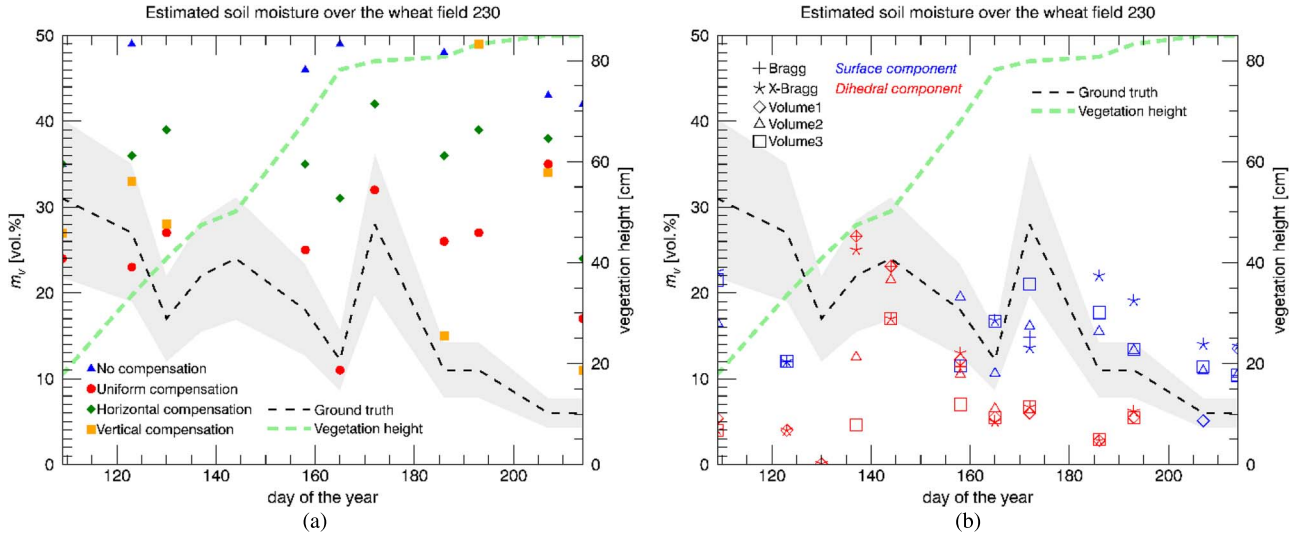 Estimated soil moisture over the wheat field 230
50
40
30
20
10
0
80
60
40
20
0
120
140
160
180
200
m_v [vol.%]
vegetation height [cm]
day of the year
No compensation
Uniform compensation
Horizontal compensation
Vertical compensation
Ground truth
Vegetation height
(a)
Estimated soil moisture over the wheat field 230
50
40
30
20
10
0
80
60
40
20
0
120
140
160
180
200
m_v [vol.%]
vegetation height [cm]
day of the year
Bragg
X-Bragg
Volume1
Volume2
Volume3
Surface component
Dihedral component
Ground truth
Vegetation height
(b)